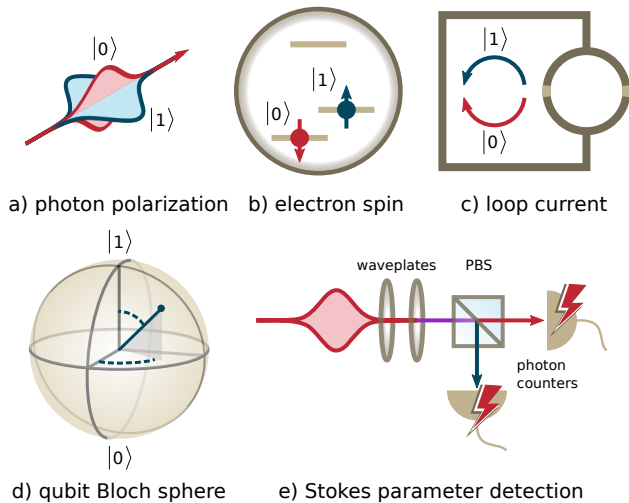 |0⟩
|1⟩
a) photon polarization
|1⟩
|0⟩
b) electron spin
|1⟩
|0⟩
c) loop current
|1⟩
|0⟩
d) qubit Bloch sphere
waveplates
PBS
photon
counters
e) Stokes parameter detection